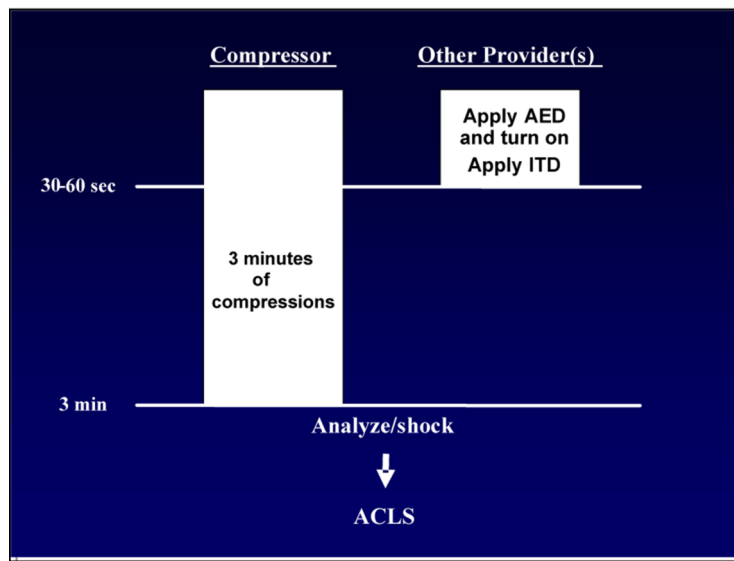 Compressor
Other Provider(s)
Apply AED
and turn on
Apply ITD
30-60 sec
3 minutes
of
compressions
3 min
Analyze/shock
ACLS